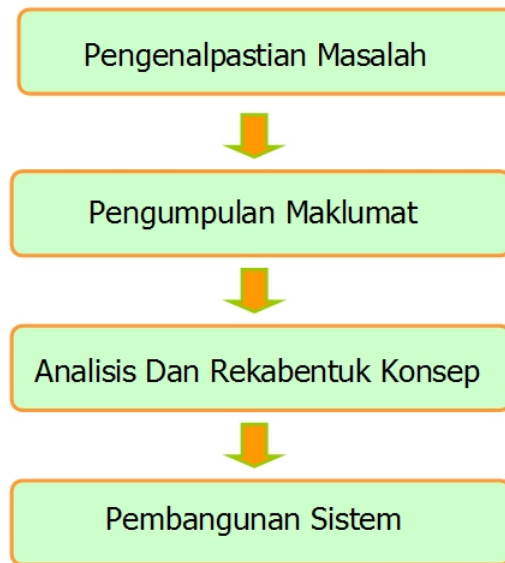 Pengenalpastian Masalah
Pengumpulan Maklumat
Analisis Dan Rekabentuk Konsep
Pembangunan Sistem